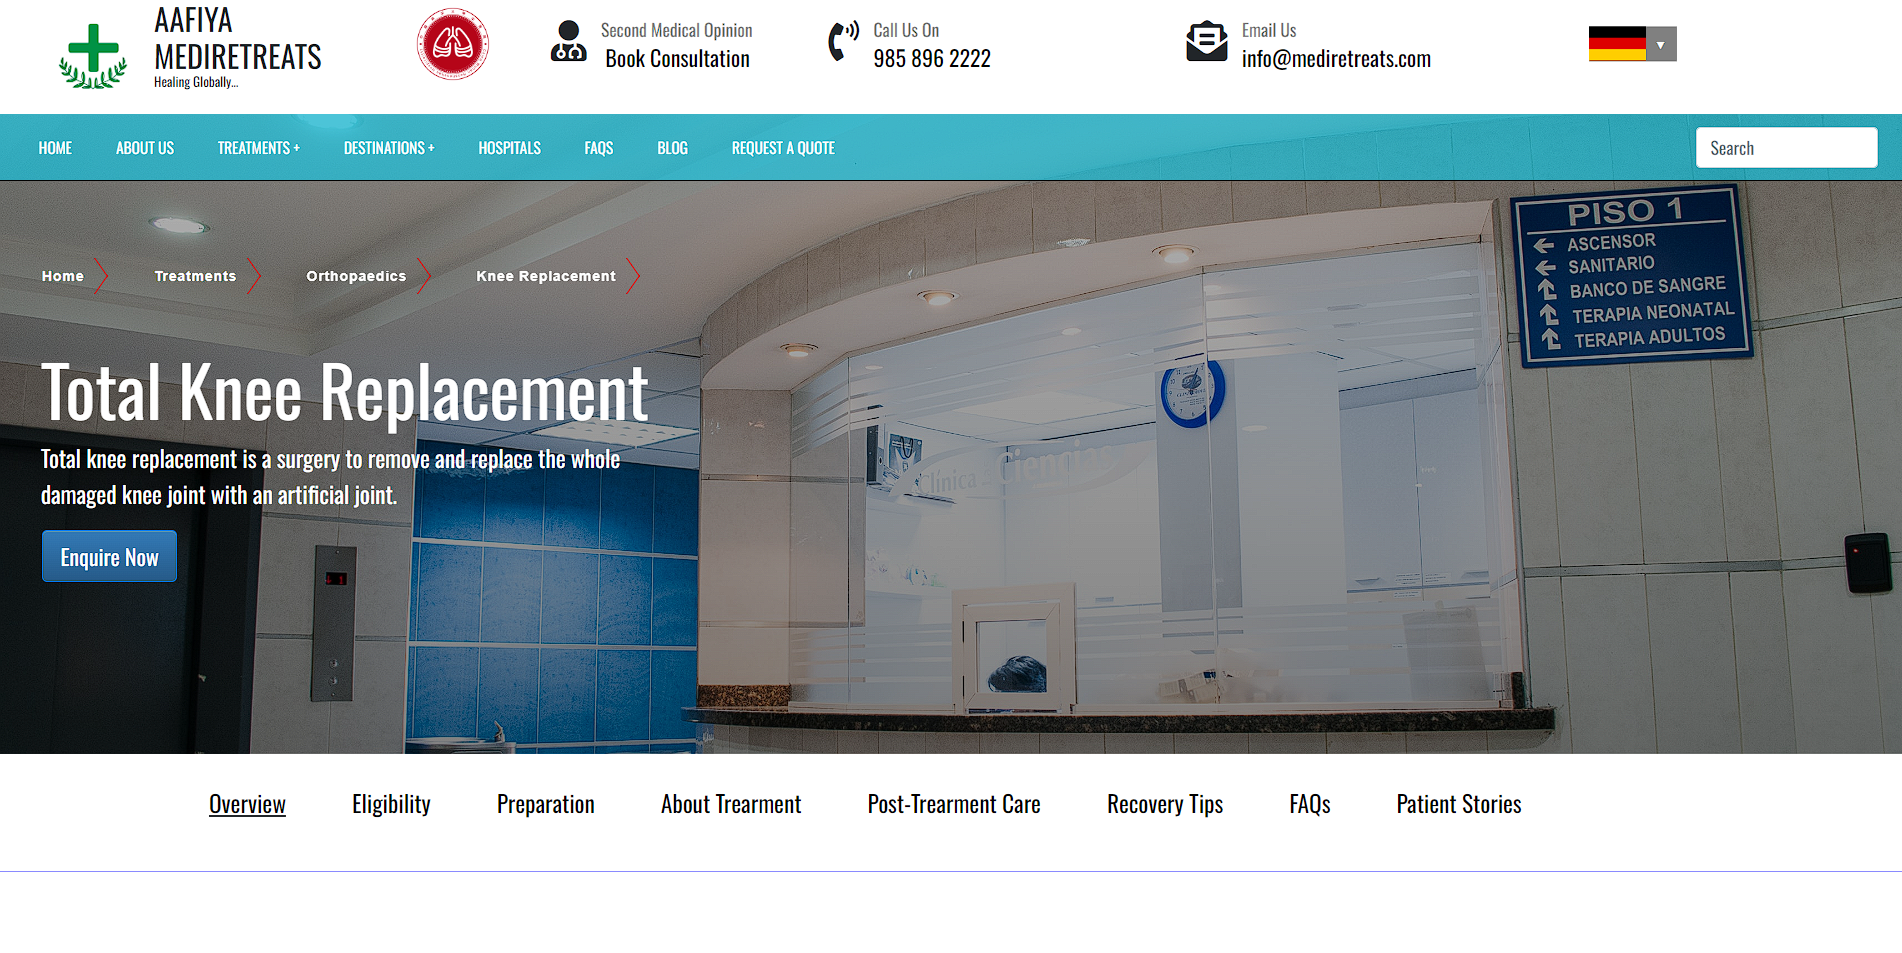 AAFIYA
MEDIRETREATS
Healing Globally...
Second Medical Opinion
Book Consultation
Call Us On
985 896 2222
Email Us
info@mediretreats.com
HOME
ABOUT US
TREATMENTS +
DESTINATIONS +
HOSPITALS
FAQS
BLOG
REQUEST A QUOTE
Search
PISO 1
ASCENSOR
SANITARIO
BANCO DE SANGRE
TERAPIA NEONATAL
TERAPIA ADULTOS
Home
Treatments
Orthopaedics
Knee Replacement
Total Knee Replacement
Total knee replacement is a surgery to remove and replace the whole
damaged knee joint with an artificial joint.
Enquire Now
Clínica
Overview
Eligibility
Preparation
About Trearment
Post-Trearment Care
Recovery Tips
FAQs
Patient Stories